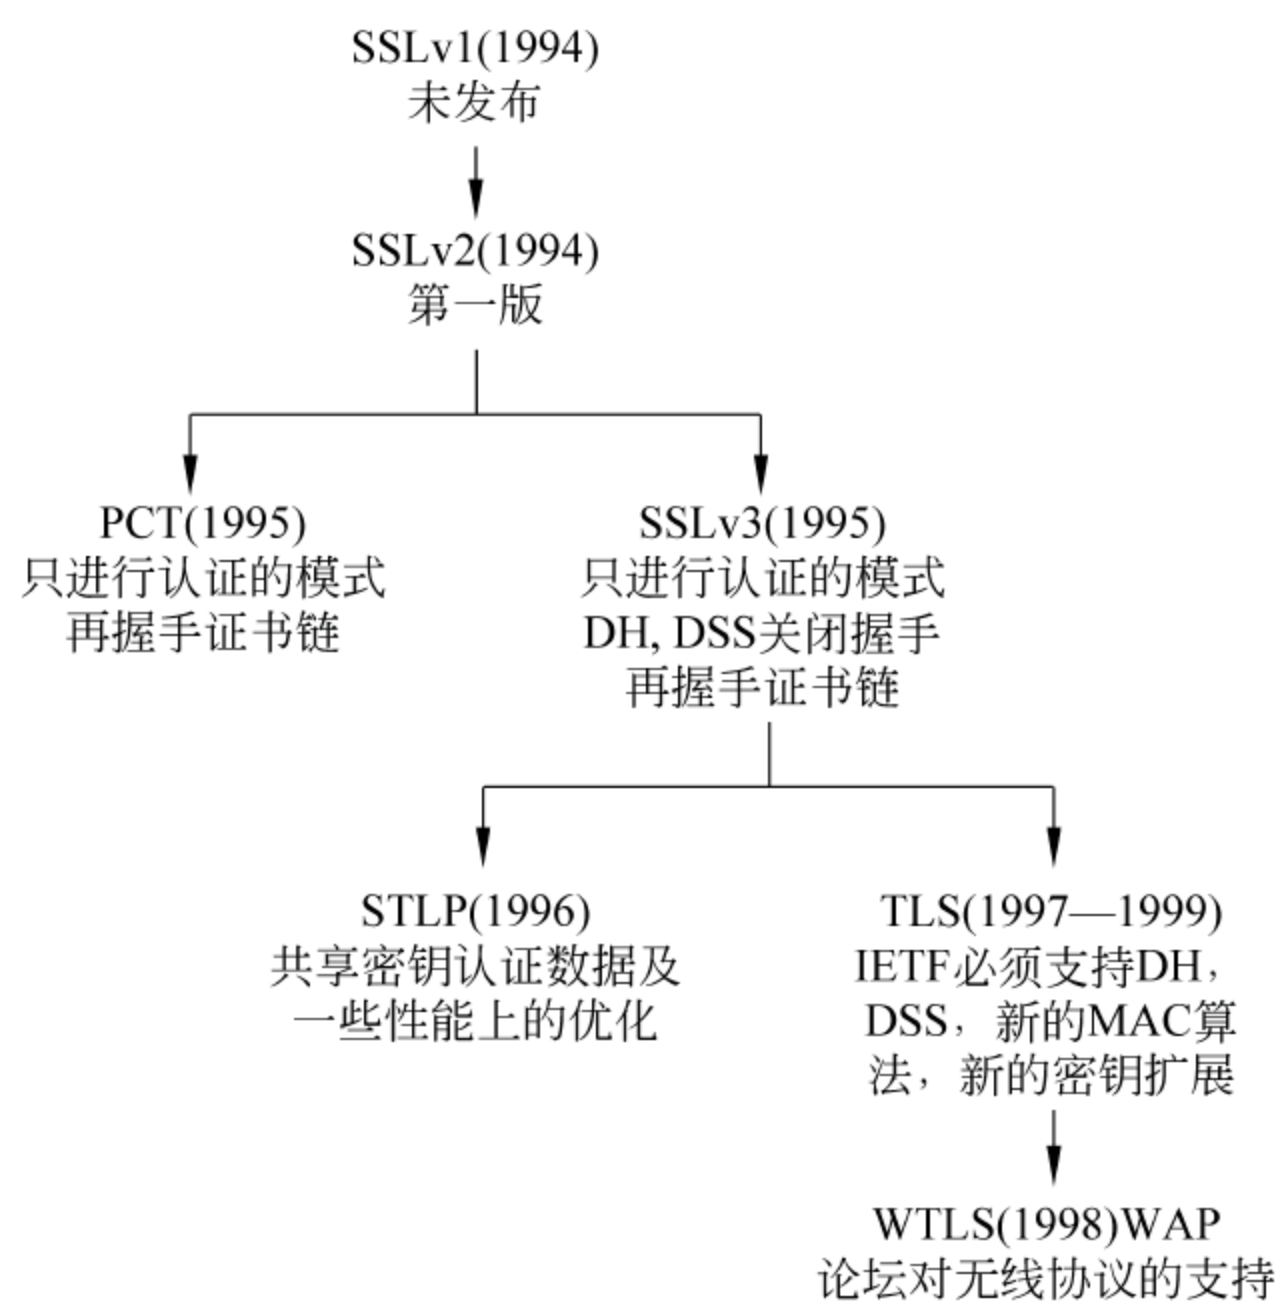 SSLv1(1994)
未发布
SSLv2(1994)
第一版
PCT(1995)
只进行认证的模式
再握手证书链
SSLv3(1995)
只进行认证的模式
DH, DSS关闭握手
再握手证书链
STLP(1996)
共享密钥认证数据及
一些性能上的优化
TLS(1997—1999)
IETF必须支持DH，
DSS，新的MAC算
法，新的密钥扩展
WTLS(1998)WAP
论坛对无线协议的支持